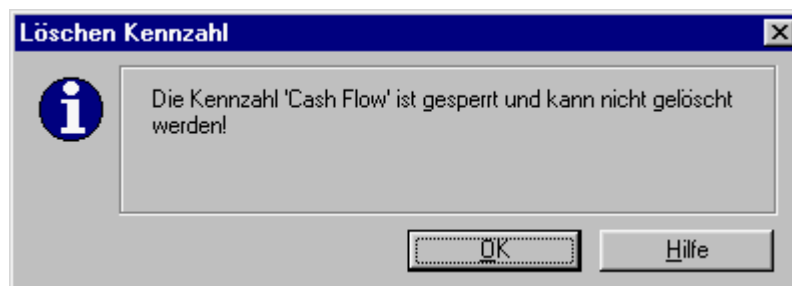 Löschen Kennzahl
Die Kennzahl 'Cash Flow' ist gesperrt und kann nicht gelöscht
werden!
OK
Hilfe